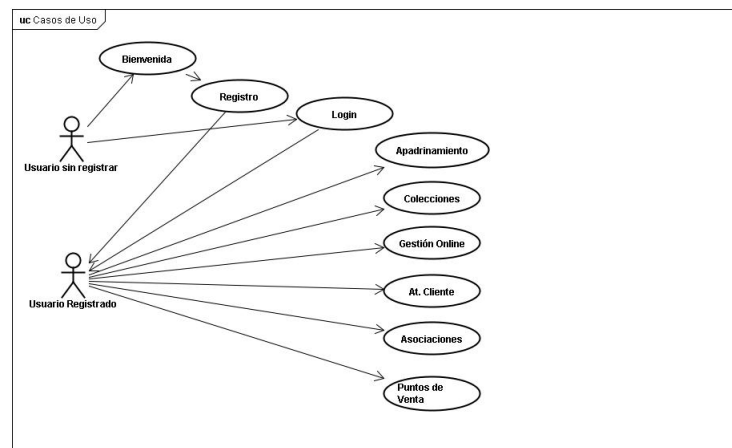 uc Casos de Uso
Bienvenida
Registro
Login
Usuario sin registrar
Apadrinamiento
Colecciones
Gestión Online
Usuario Registrado
At. Cliente
Asociaciones
Puntos de
Venta